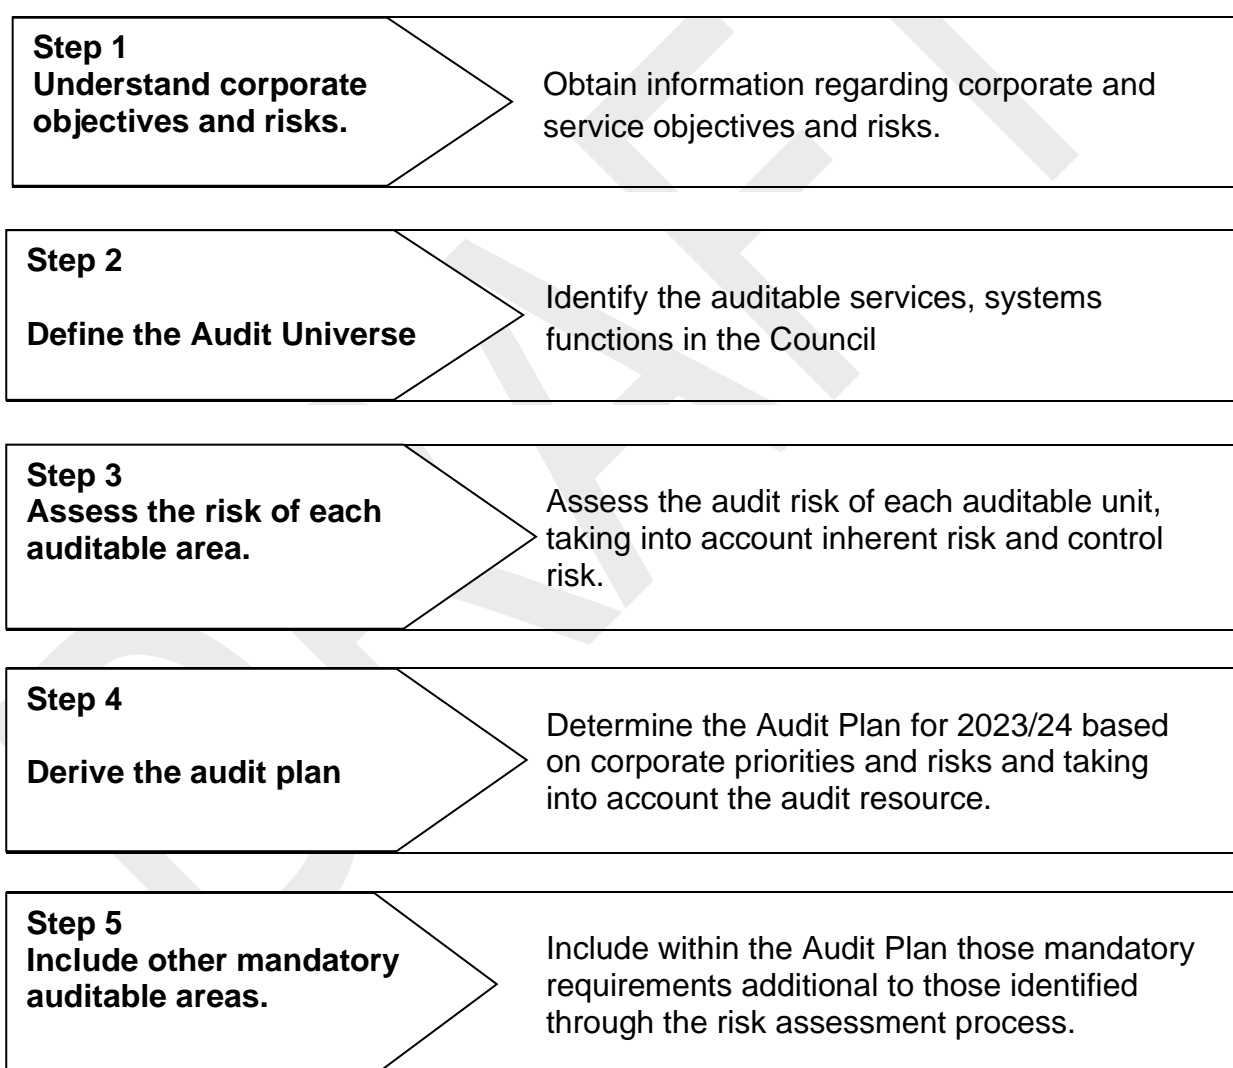 Step 1
Understand corporate
objectives and risks.
Obtain information regarding corporate and
service objectives and risks.
Step 2
Define the Audit Universe
Identify the auditable services, systems
functions in the Council
Step 3
Assess the risk of each
auditable area.
Assess the audit risk of each auditable unit,
taking into account inherent risk and control
risk.
Step 4
Derive the audit plan
Determine the Audit Plan for 2023/24 based
on corporate priorities and risks and taking
into account the audit resource.
Step 5
Include other mandatory
auditable areas.
Include within the Audit Plan those mandatory
requirements additional to those identified
through the risk assessment process.
DRAFT